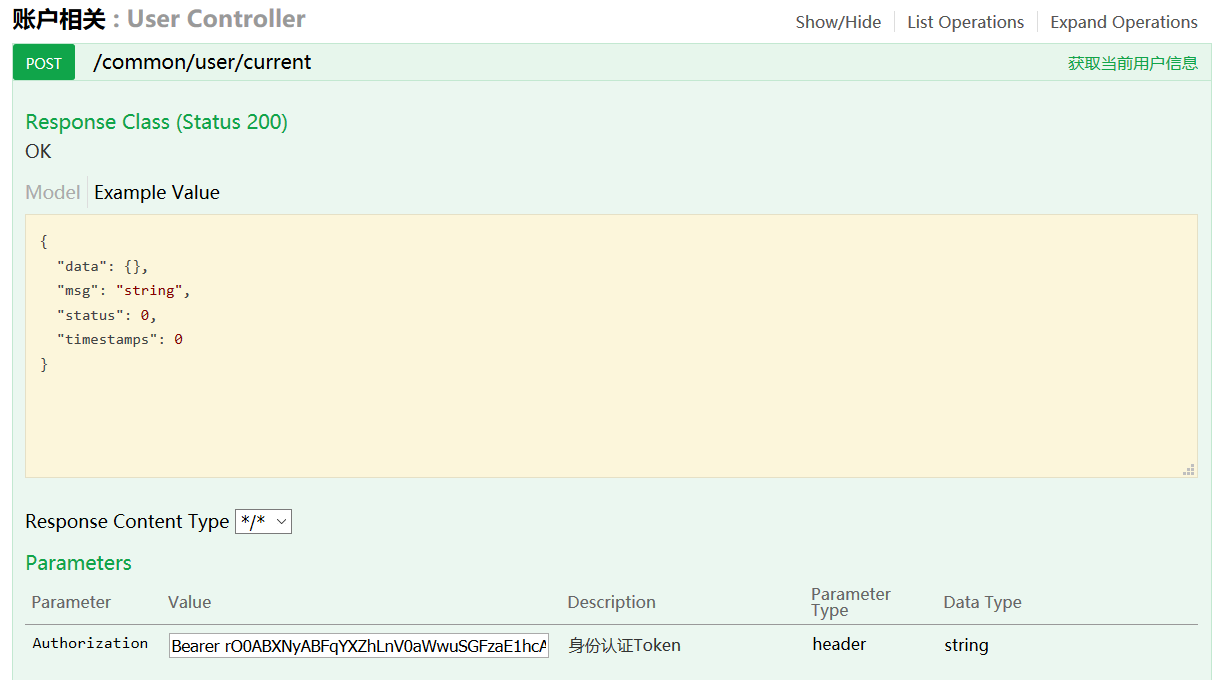 账户相关 : User Controller
Show/Hide List Operations Expand Operations
POST /common/user/current 获取当前用户信息
Response Class (Status 200)
OK
Model Example Value
{
"data": {},
"msg": "string",
"status": 0,
"timestamps": 0
}
Response Content Type */*
Parameters
Parameter Value Description Parameter Type Data Type
Authorization Bearer rO0ABXNyABFqYXZhLnV0aWwuSGFzaE1hcA 身份认证Token header string